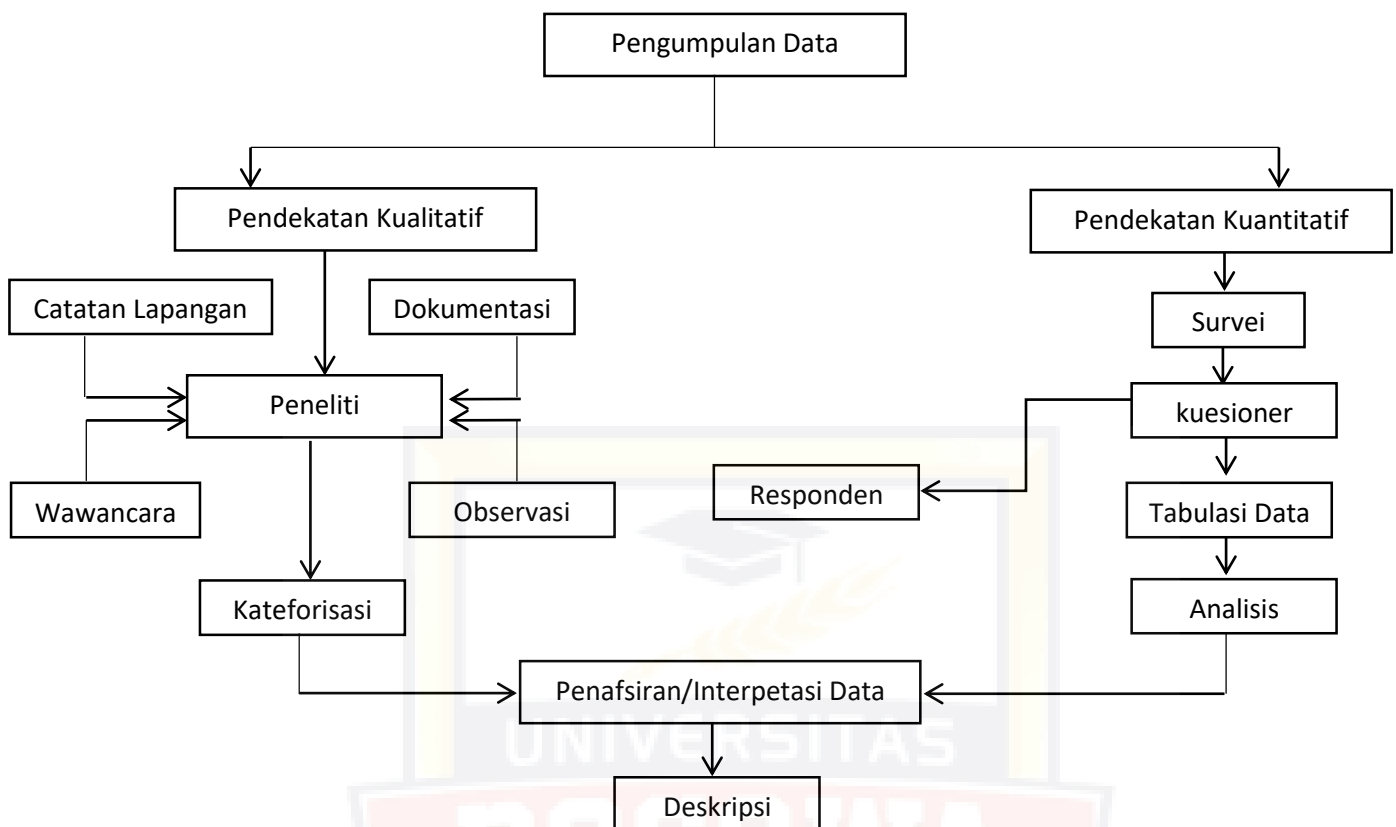 Pengumpulan Data
Pendekatan Kualitatif
Pendekatan Kuantitatif
Catatan Lapangan
Dokumentasi
Survei
Peneliti
kuesioner
Wawancara
Observasi
Responden
Tabulasi Data
Kateforisasi
Analisis
Penafsiran/Interpetasi Data
UNIVERSITAS
Deskripsi